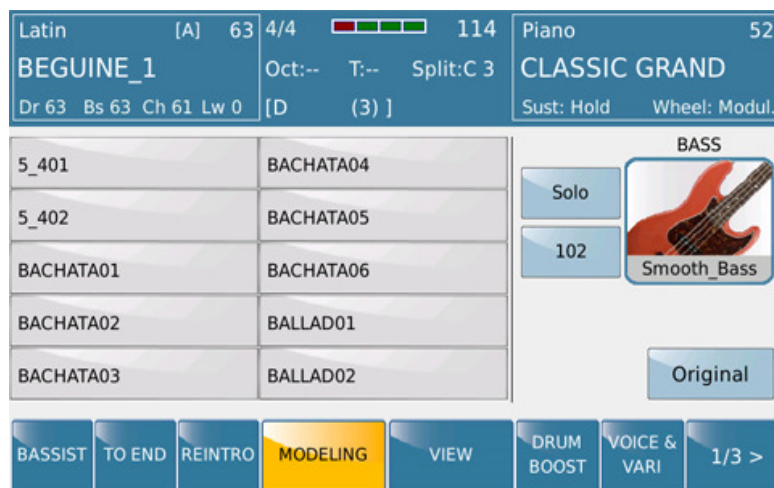 Latin [A] 63
BEGUINE_1
Dr 63 Bs 63 Ch 61 Lw 0
4/4 114
Oct:-- T:-- Split:C 3
[D (3) ]
Piano 52
CLASSIC GRAND
Sust: Hold Wheel: Modul.
5_401
5_402
BACHATA01
BACHATA02
BACHATA03
BACHATA04
BACHATA05
BACHATA06
BALLAD01
BALLAD02
BASS
Solo
102
Smooth_Bass
Original
BASSIST
TO END
REINTRO
MODELING
VIEW
DRUM
BOOST
VOICE &
VARI
1/3 >